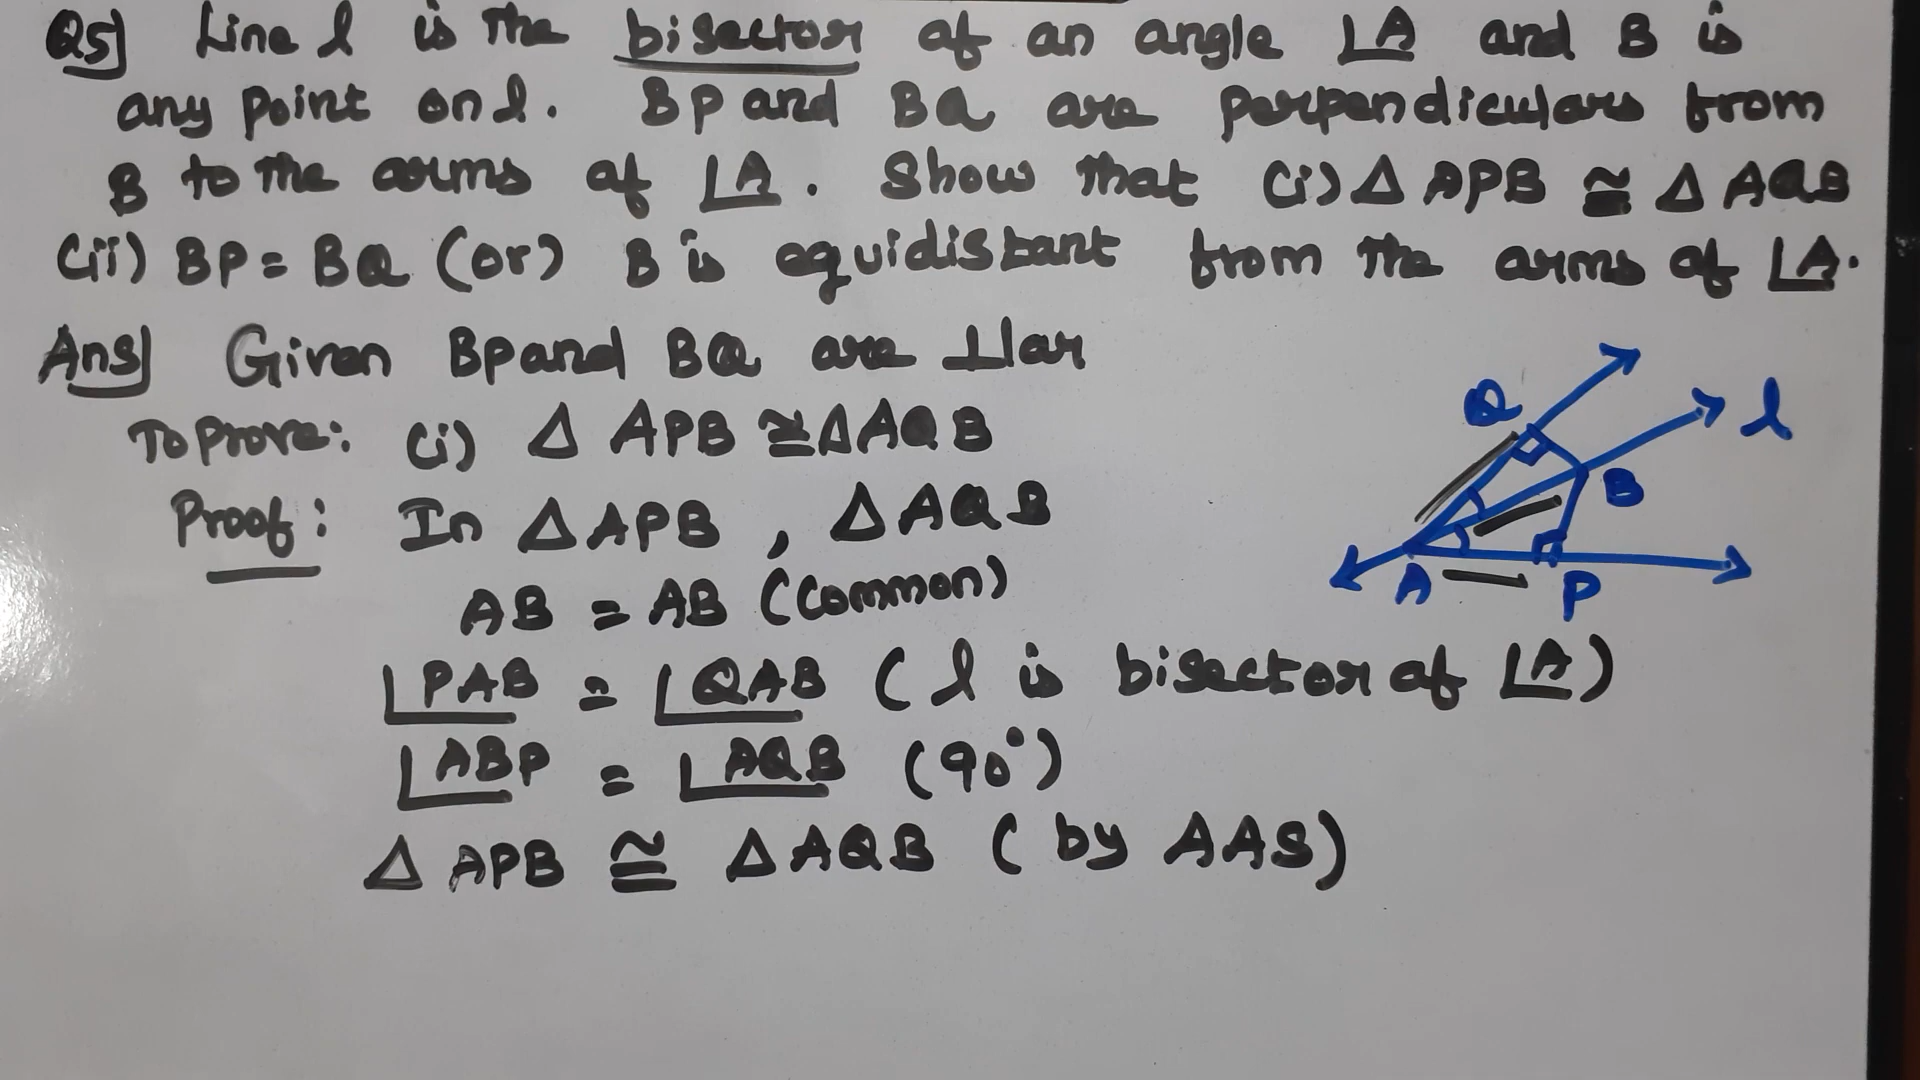 Q5] Line l is the bisector of an angle ∠A and B is
any point on l. BP and BQ are perpendiculars from
B to the arms of ∠A. Show that (i) Δ APB ≅ Δ AQB
(ii) BP = BQ (or) B is equidistant from the arms of ∠A.
Ans] Given BP and BQ are ⊥lar
To prove: (i) Δ APB ≅ Δ AQB
Proof: In Δ APB, Δ AQB
AB = AB (Common)
∠PAB = ∠QAB (l is bisector of ∠A)
∠ABP = ∠AQB (90°)
Δ APB ≅ Δ AQB (by AAS)
Q
l
B
A
P